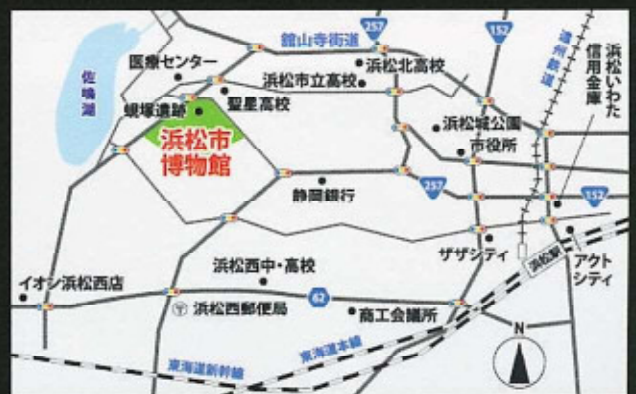 257
152
舘山寺街道
遠州鉄道
浜松いわた
信用金庫
医療センター
浜松北高校
浜松市立高校
佐鳴湖
聖星高校
蜆塚遺跡
浜松城公園
市役所
浜松市
博物館
静岡銀行
257
152
ザザシティ
浜松駅
アクト
シティ
浜松西中・高校
イオン浜松西店
〒浜松西郵便局
62
商工会議所
N
東海道新幹線
東海道本線